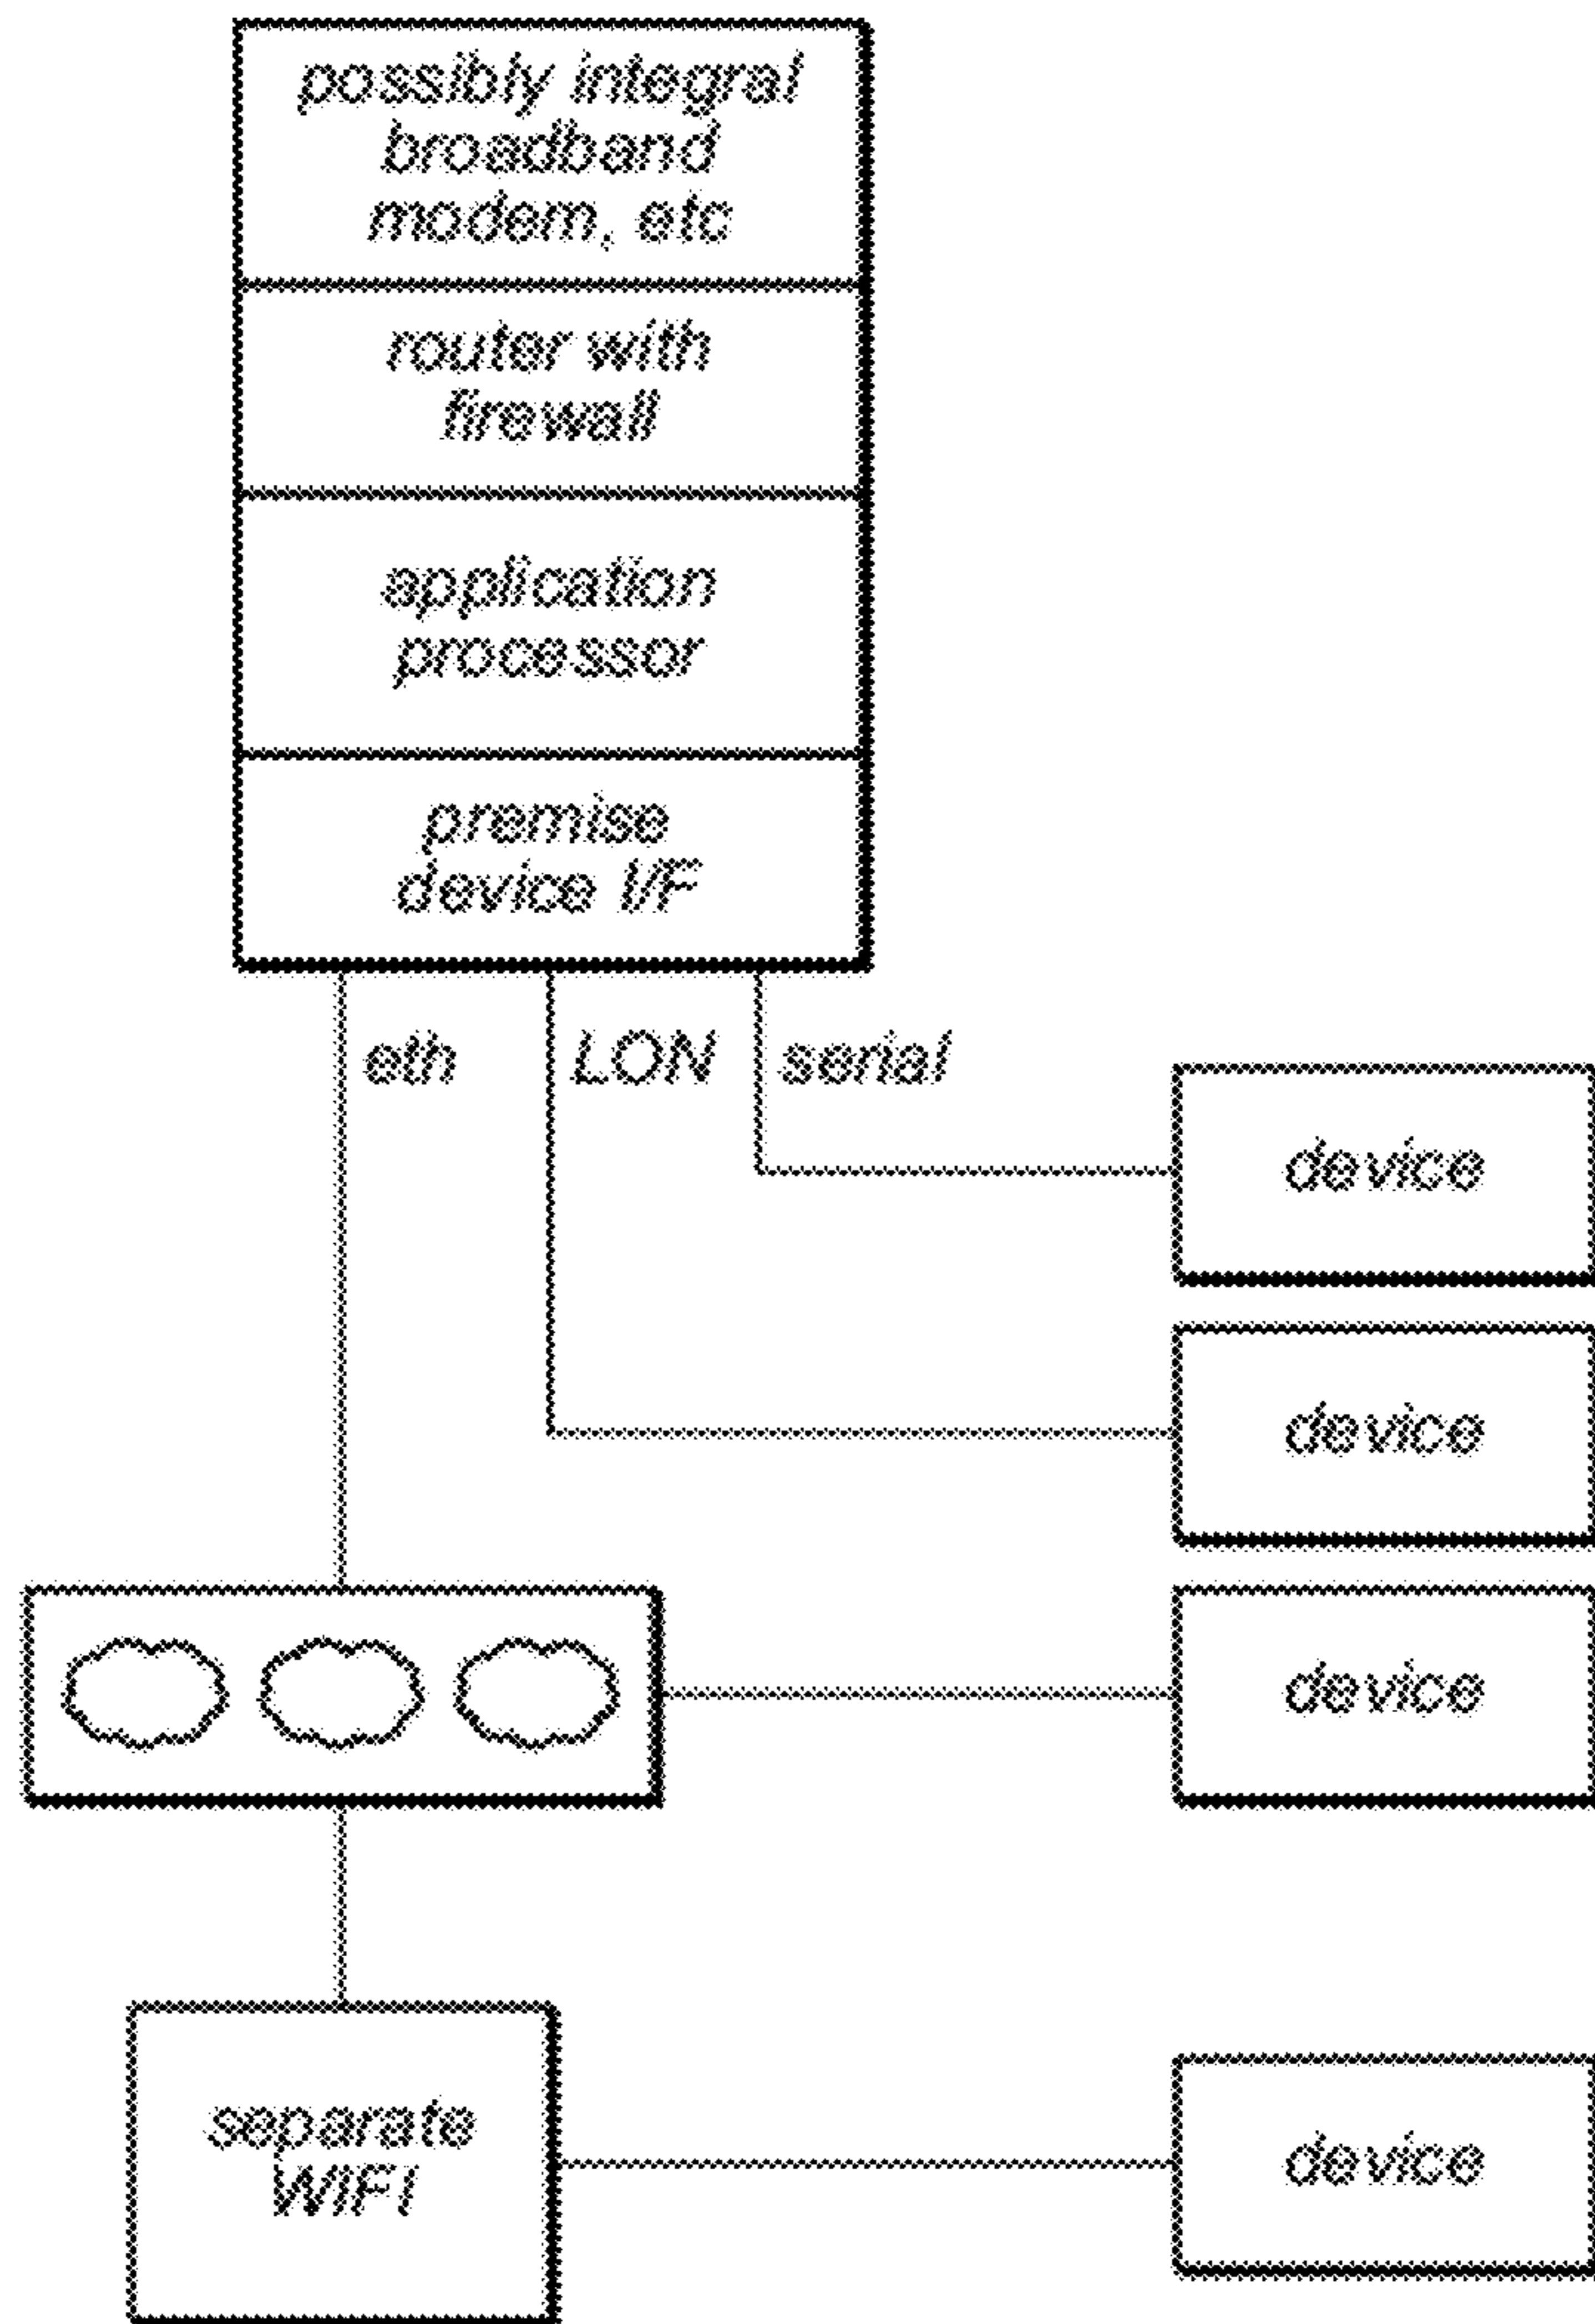 possibly integral
broadband
modem, etc
router with
firewall
application
processor
premise
device I/F
eth
LON
serial
device
device
device
separate
WIFI
device